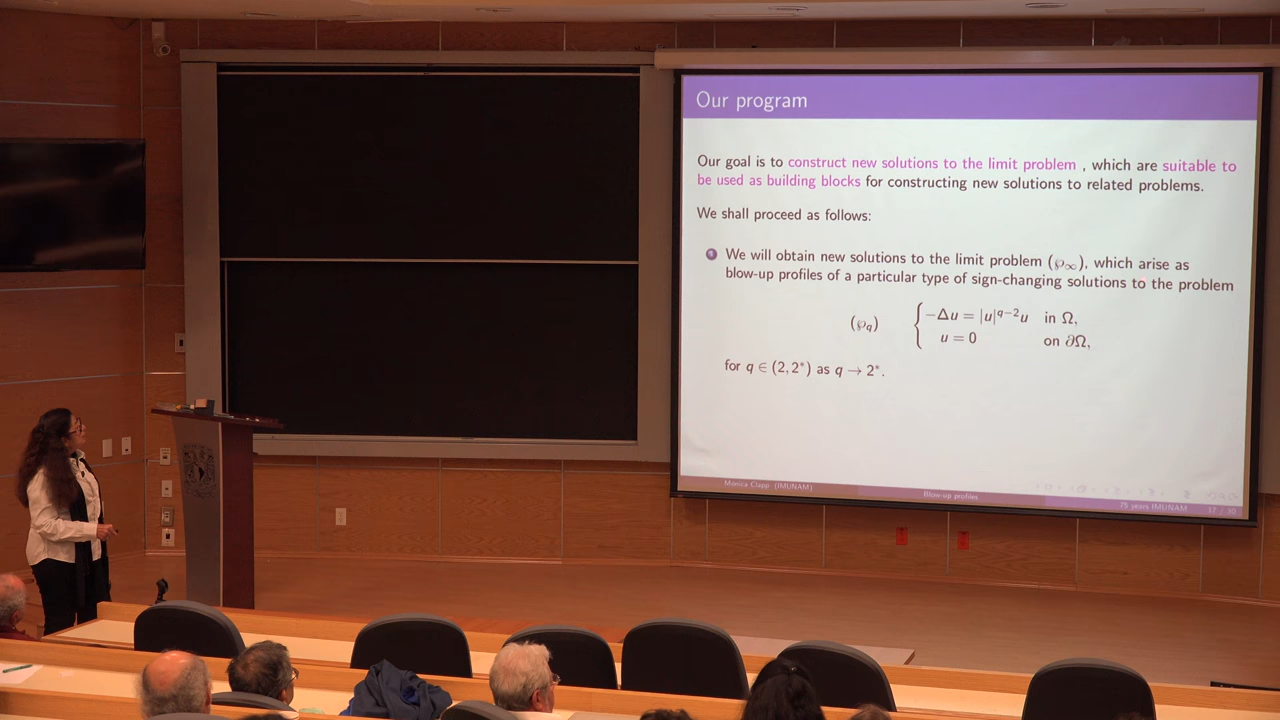 Our program
Our goal is to construct new solutions to the limit problem , which are suitable to
be used as building blocks for constructing new solutions to related problems.
We shall proceed as follows:
1 We will obtain new solutions to the limit problem (℘∞), which arise as
blow-up profiles of a particular type of sign-changing solutions to the problem
(℘q) { −Δu = |u|^{q−2}u in Ω,
u = 0 on ∂Ω,
for q ∈ (2, 2*) as q → 2*.
Mónica Clapp (IMUNAM) Blow-up profiles 75 years IMUNAM 17 / 30